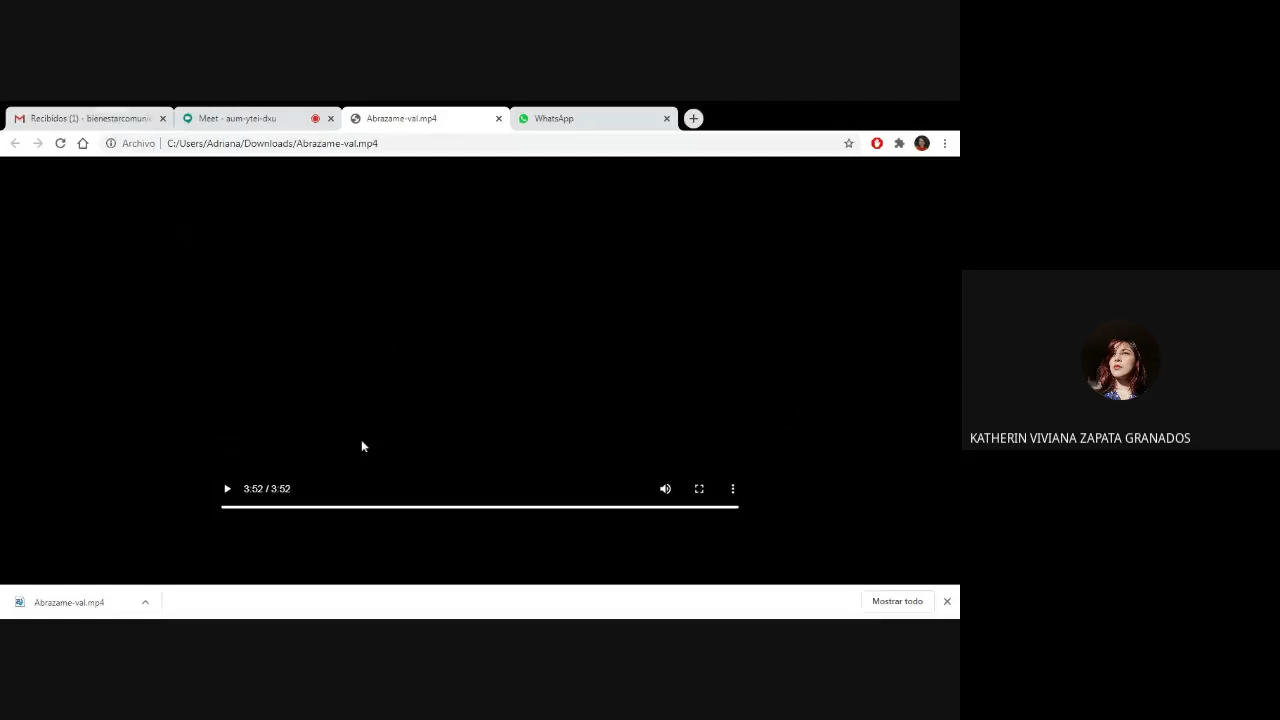 Recibidos (1) - bienestarcomuni
Meet - aum-ytei-dxu
Abrazame-val.mp4
WhatsApp
Archivo
C:/Users/Adriana/Downloads/Abrazame-val.mp4
KATHERIN VIVIANA ZAPATA GRANADOS
3:52 / 3:52
Abrazame-val.mp4
Mostrar todo